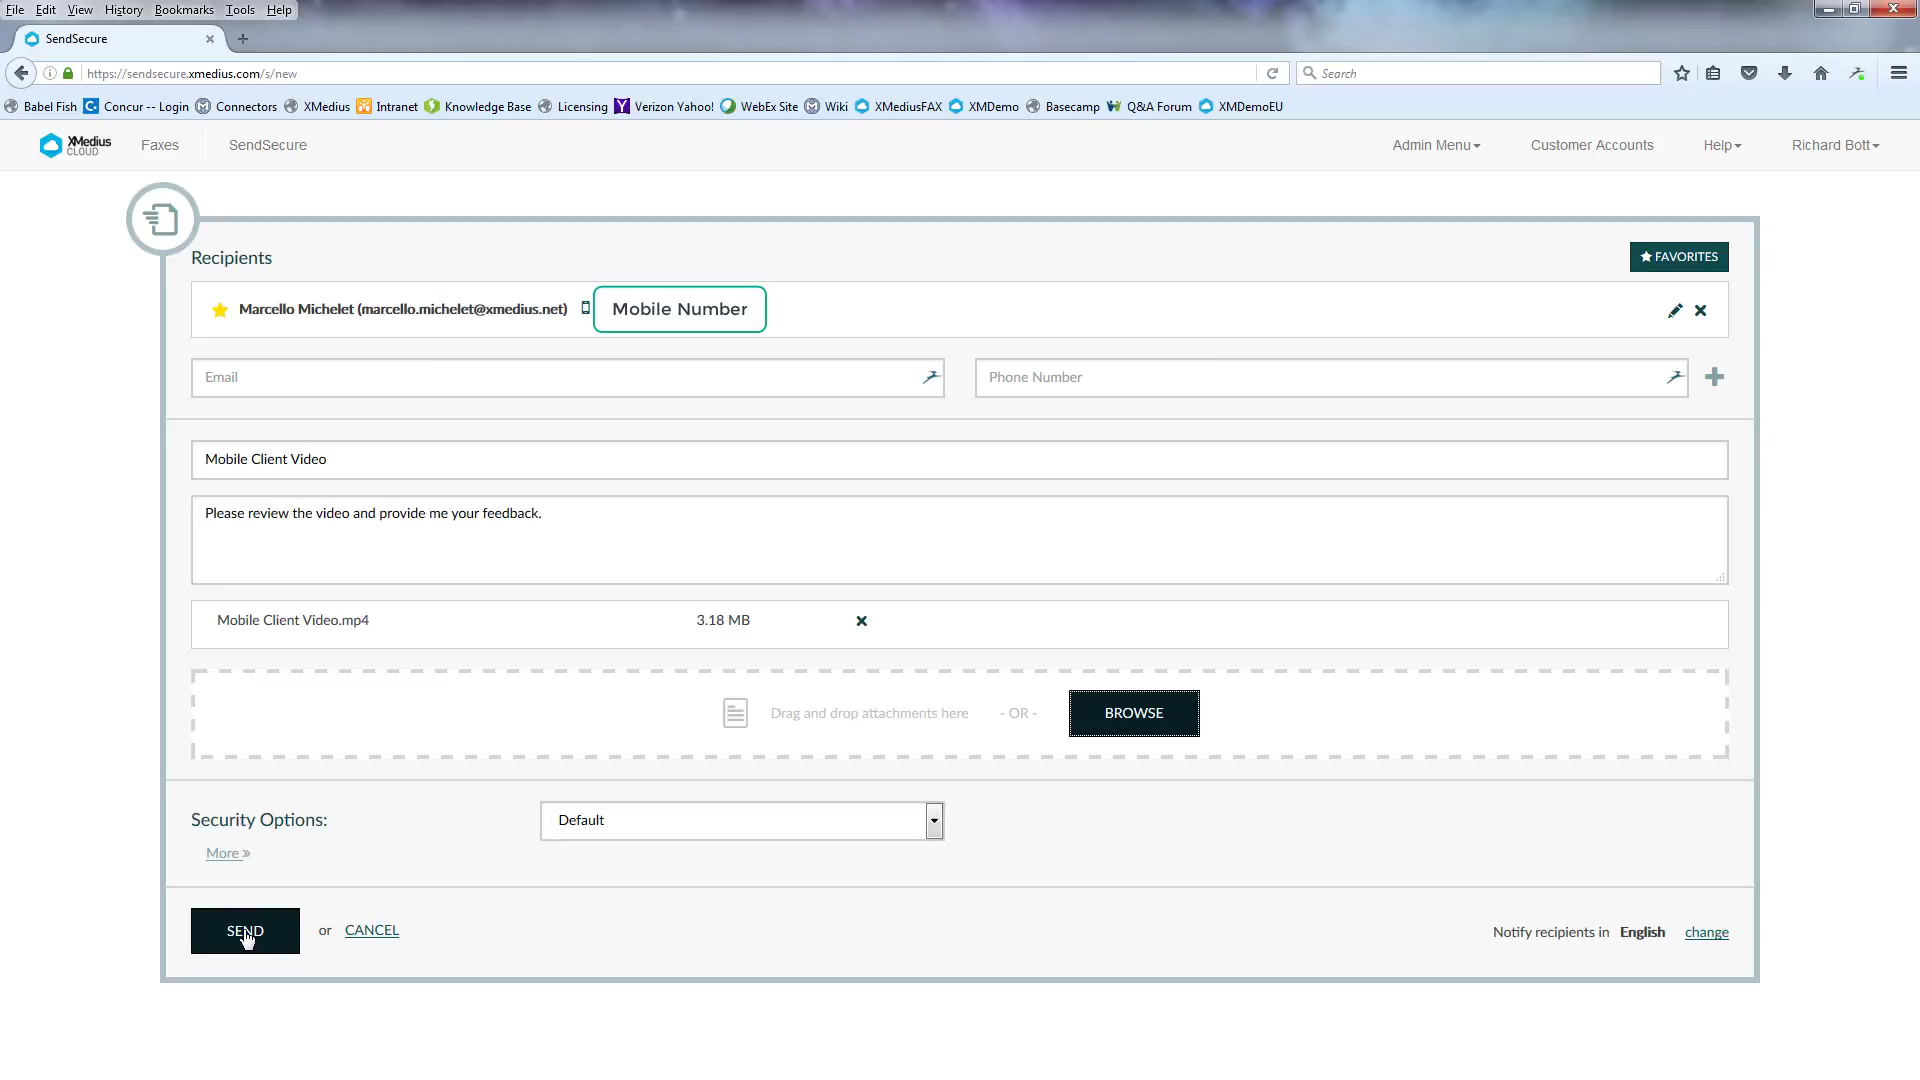 File Edit View History Bookmarks Tools Help
SendSecure
https://sendsecure.xmedius.com/s/new
Search
Babel Fish Concur -- Login Connectors XMedius Intranet Knowledge Base Licensing Verizon Yahoo! WebEx Site Wiki XMediusFAX XMDemo Basecamp Q&A Forum XMDemoEU
XMedius CLOUD Faxes SendSecure Admin Menu Customer Accounts Help Richard Bott
Recipients FAVORITES
Marcello Michelet (marcello.michelet@xmedius.net) Mobile Number
Email Phone Number
Mobile Client Video
Please review the video and provide me your feedback.
Mobile Client Video.mp4 3.18 MB
Drag and drop attachments here - OR - BROWSE
Security Options: Default
More »
SEND or CANCEL Notify recipients in English change